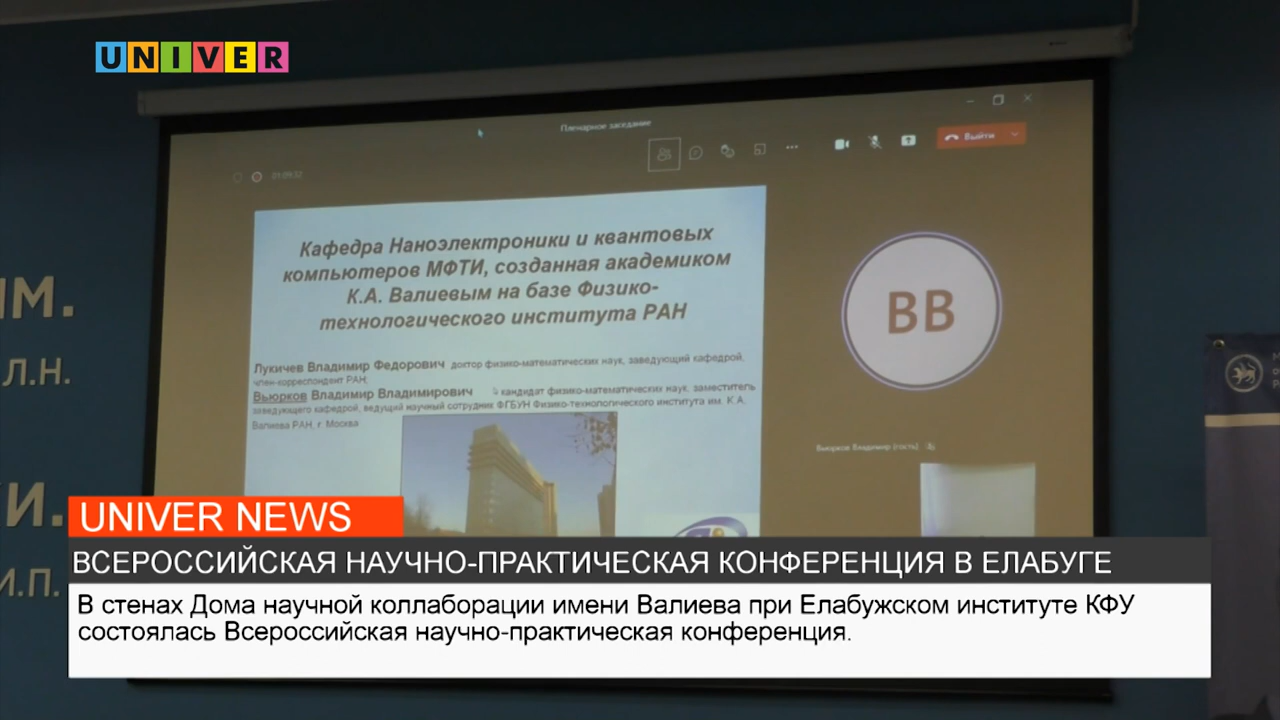 UNIVER
Пленарное заседание
01:09:52
Выйти
Кафедра Наноэлектроники и квантовых
компьютеров МФТИ, созданная академиком
К.А. Валиевым на базе Физико-
технологического института РАН
Лукичев Владимир Федорович доктор физико-математических наук, заведующий кафедрой,
член-корреспондент РАН;
Вьюрков Владимир Владимирович кандидат физико-математических наук, заместитель
заведующего кафедрой, ведущий научный сотрудник ФГБУН Физико-технологического института им. К.А.
Валиева РАН, г. Москва
ВВ
Вьюрков Владимир (гость)
ИМ.
Л.Н.
И.
И.П.
UNIVER NEWS
ВСЕРОССИЙСКАЯ НАУЧНО-ПРАКТИЧЕСКАЯ КОНФЕРЕНЦИЯ В ЕЛАБУГЕ
В стенах Дома научной коллаборации имени Валиева при Елабужском институте КФУ
состоялась Всероссийская научно-практическая конференция.